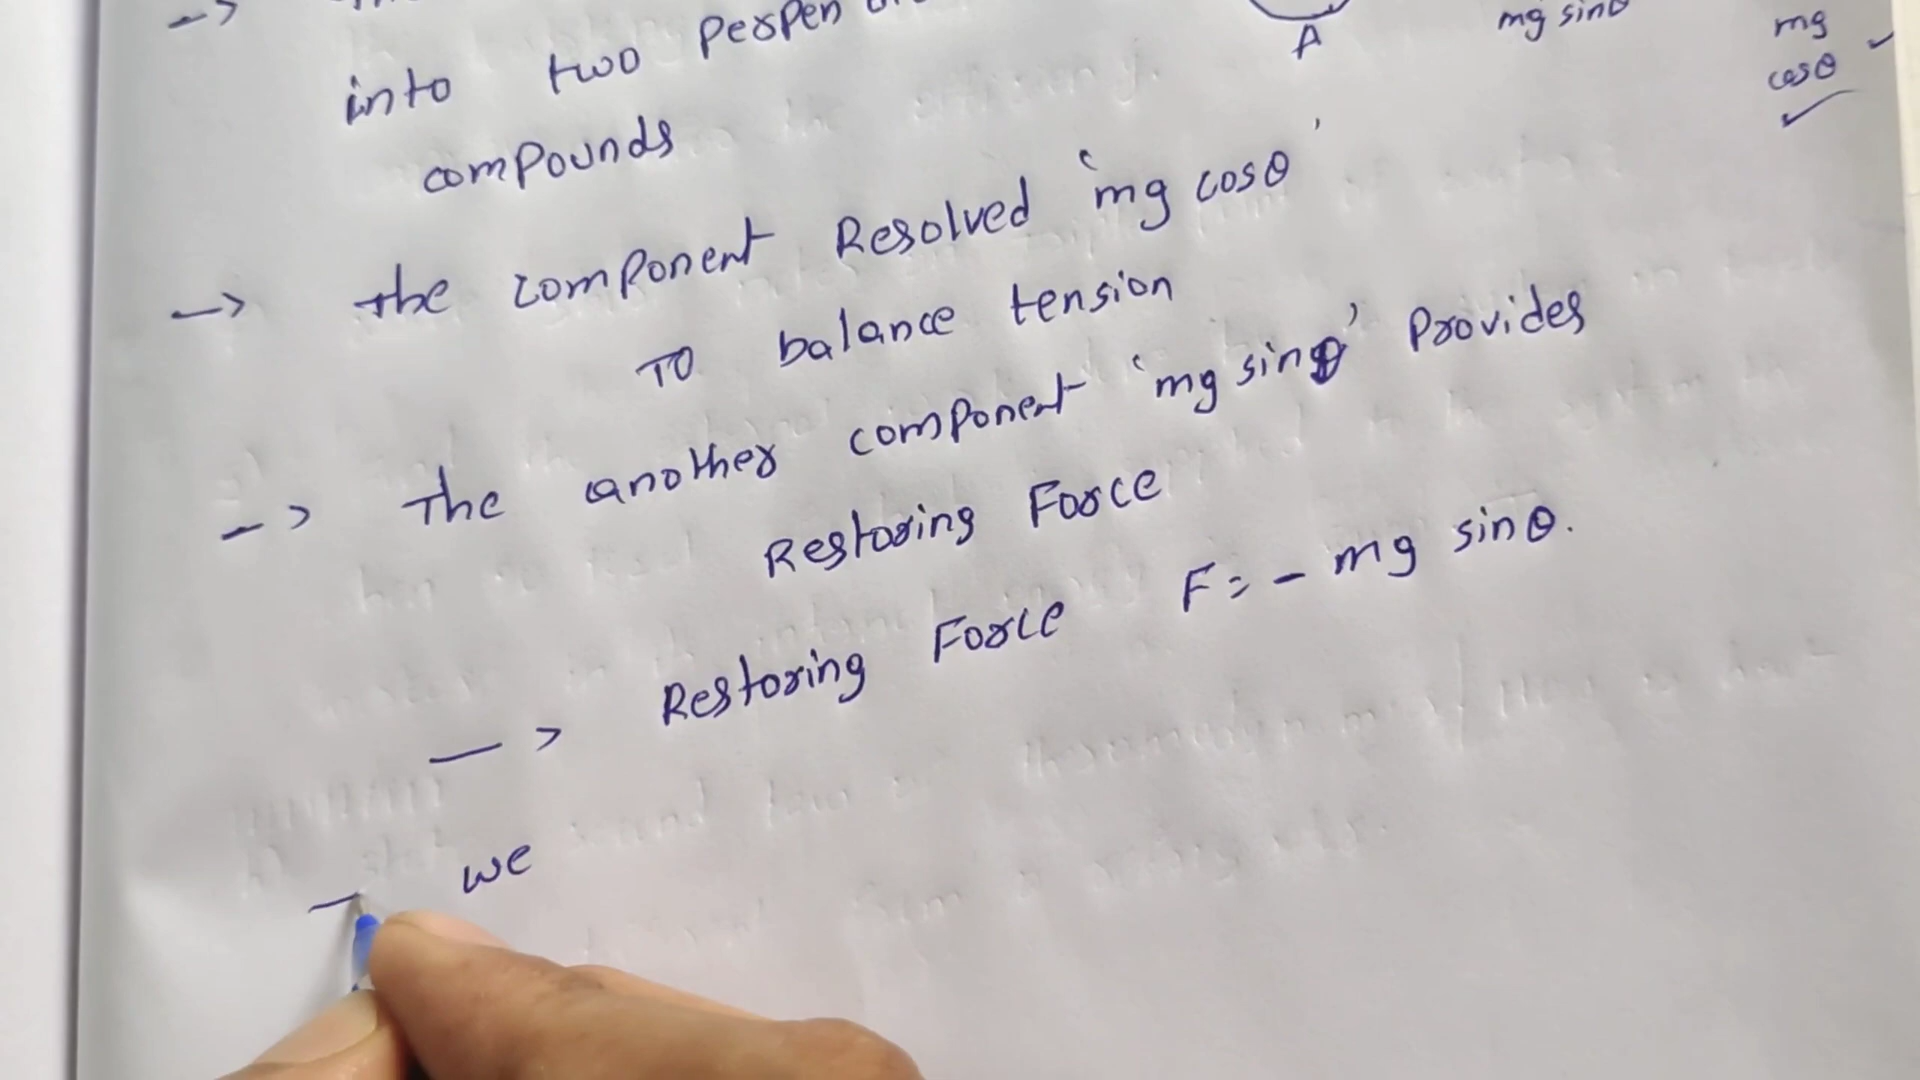 mg sinθ
mg
cosθ
A
into two perpen
compounds
-> the component Resolved 'mg cosθ'
TO balance tension
-> The another component 'mg sinθ' Provides
Restoring Force
-> Restoring Force F = - mg sinθ.
we